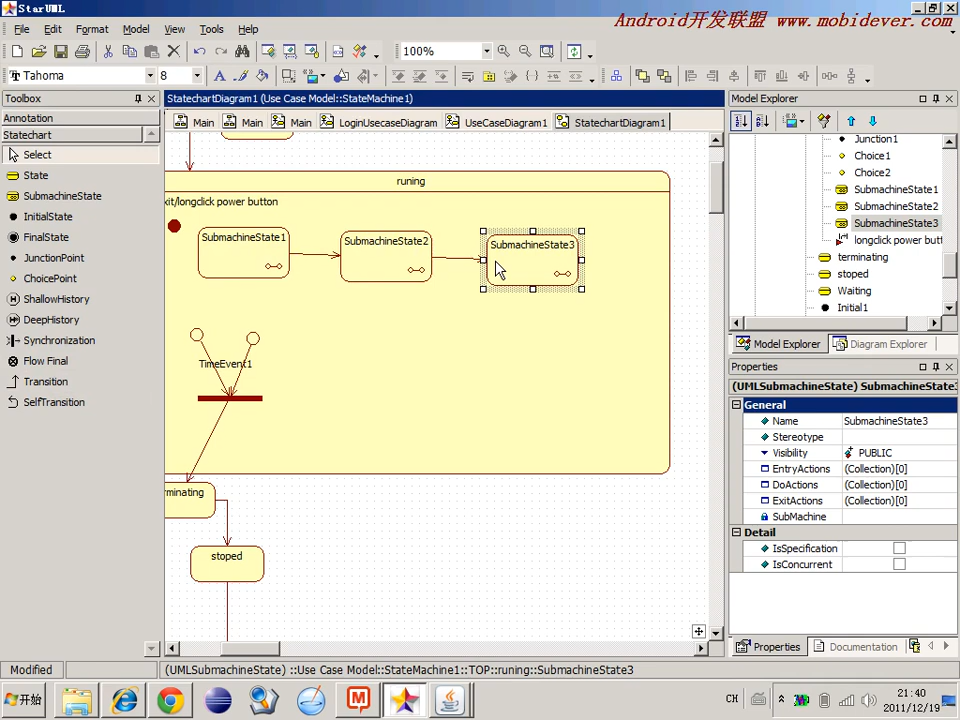 StarUML
Android开发联盟 www.mobidever.com
File Edit Format Model View Tools Help
100%
Tahoma 8
Toolbox
StatechartDiagram1 (Use Case Model::StateMachine1)
Model Explorer
Annotation
Statechart
Main Main Main LoginUsecaseDiagram UseCaseDiagram1 StatechartDiagram1
Select
State
SubmachineState
InitialState
FinalState
JunctionPoint
ChoicePoint
ShallowHistory
DeepHistory
Synchronization
Flow Final
Transition
SelfTransition
runing
xit/longclick power button
SubmachineState1
SubmachineState2
SubmachineState3
TimeEvent1
rminating
stoped
Junction1
Choice1
Choice2
SubmachineState1
SubmachineState2
SubmachineState3
longclick power butt
terminating
stoped
Waiting
Initial1
Model Explorer Diagram Explorer
Properties
(UMLSubmachineState) SubmachineState3
General
Name SubmachineState3
Stereotype
Visibility PUBLIC
EntryActions (Collection)[0]
DoActions (Collection)[0]
ExitActions (Collection)[0]
SubMachine
Detail
IsSpecification
IsConcurrent
Properties Documentation
Modified
(UMLSubmachineState) ::Use Case Model::StateMachine1::TOP::runing::SubmachineState3
开始
CH
21:40
2011/12/19